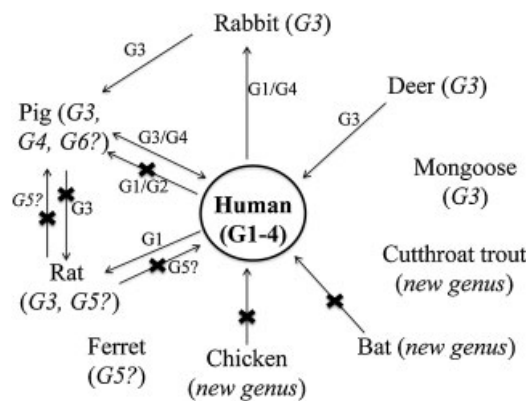 Rabbit (G3)
G3
G1/G4
Deer (G3)
G3
Pig (G3,
G4, G6?)
G3/G4
G1/G2
Mongoose
(G3)
Human
(G1-4)
G5?
G3
G1
G5?
Rat
(G3, G5?)
Cutthroat trout
(new genus)
Ferret
(G5?)
Chicken
(new genus)
Bat (new genus)